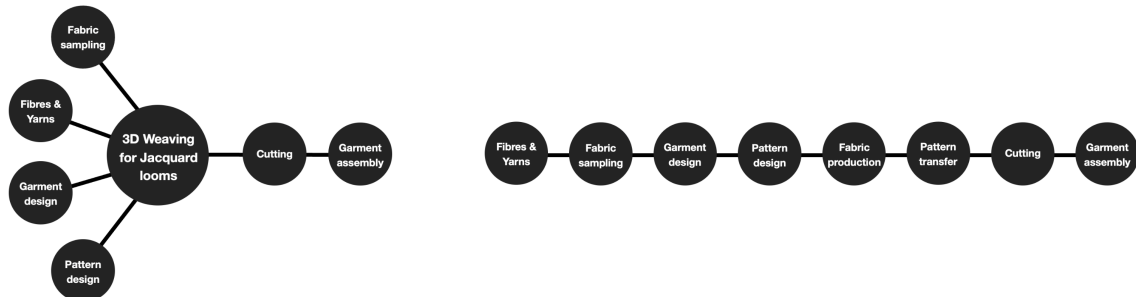 Fabric
sampling
Fibres &
Yarns
3D Weaving
for Jacquard
looms
Garment
design
Pattern
design
Cutting
Garment
assembly
Fibres &
Yarns
Fabric
sampling
Garment
design
Pattern
design
Fabric
production
Pattern
transfer
Cutting
Garment
assembly